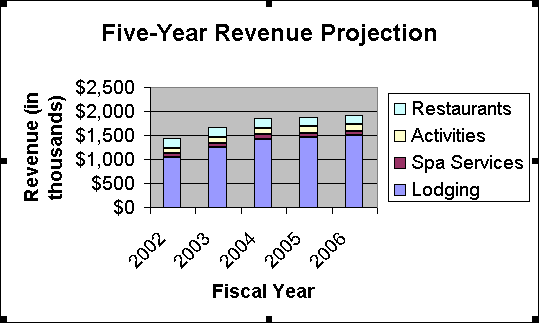 Five-Year Revenue Projection
Revenue (in
thousands)
$2,500
$2,000
$1,500
$1,000
$500
$0
2002
2003
2004
2005
2006
Fiscal Year
Restaurants
Activities
Spa Services
Lodging